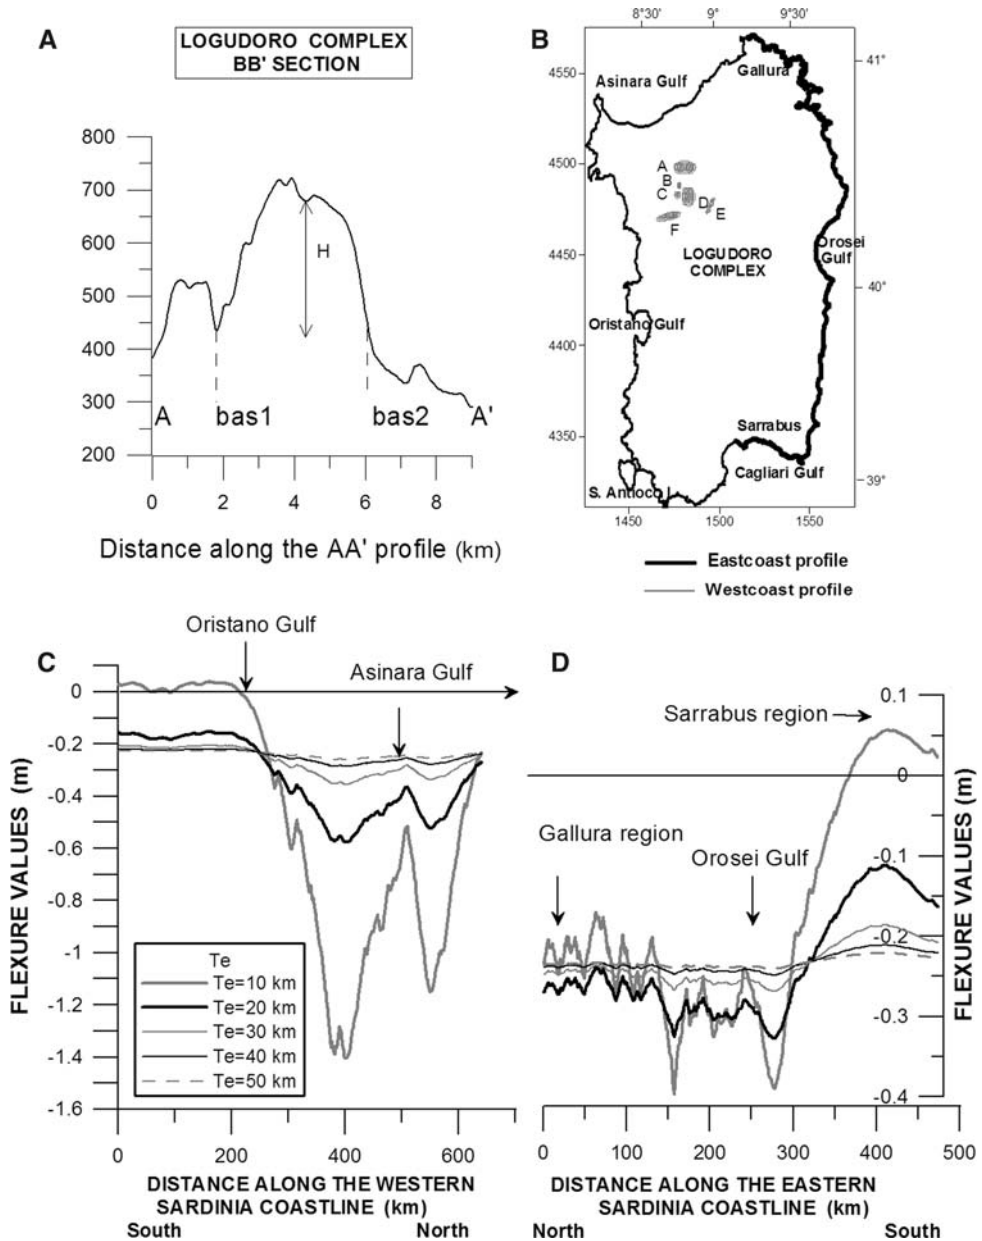 A
LOGUDORO COMPLEX
BB' SECTION
800
700
600
500
400
300
200
H
A
bas1
bas2
A'
0
2
4
6
8
Distance along the AA' profile (km)
B
8°30'
9°
9°30'
4550
4500
4450
4400
4350
41°
40°
39°
Asinara Gulf
Gallura
A
B
C
D
E
F
LOGUDORO
COMPLEX
Orosei
Gulf
Oristano Gulf
Sarrabus
Cagliari Gulf
S. Antioco I.
1450
1500
1550
Eastcoast profile
Westcoast profile
C
Oristano Gulf
Asinara Gulf
0
-0.2
-0.4
-0.6
-0.8
-1
-1.2
-1.4
-1.6
FLEXURE VALUES (m)
Te
Te=10 km
Te=20 km
Te=30 km
Te=40 km
Te=50 km
0
200
400
600
DISTANCE ALONG THE WESTERN
SARDINIA COASTLINE (km)
South
North
D
Sarrabus region
Gallura region
Orosei Gulf
0.1
0
-0.1
-0.2
-0.3
-0.4
FLEXURE VALUES (m)
0
100
200
300
400
500
DISTANCE ALONG THE EASTERN
SARDINIA COASTLINE (km)
North
South